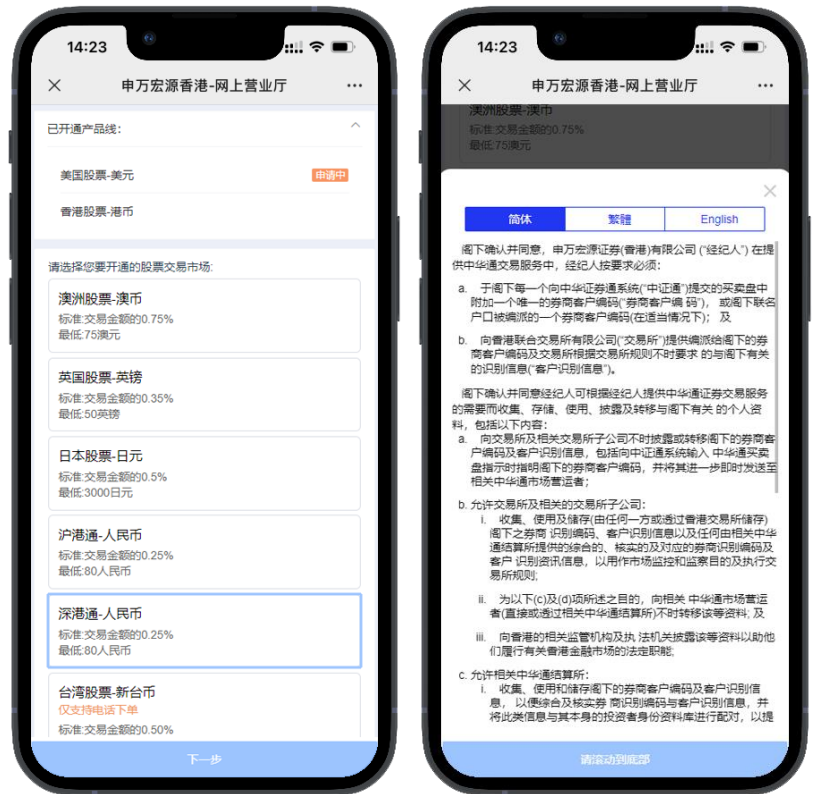 14:23
申万宏源香港-网上营业厅
已开通产品线:
美国股票-美元
申请中
香港股票-港币
请选择您要开通的股票交易市场:
澳洲股票-澳币
标准:交易金额的0.75%
最低:75澳元
英国股票-英镑
标准:交易金额的0.35%
最低:50英镑
日本股票-日元
标准:交易金额的0.5%
最低:3000日元
沪港通-人民币
标准:交易金额的0.25%
最低:80人民币
深港通-人民币
标准:交易金额的0.25%
最低:80人民币
台湾股票-新台币
仅支持电话下单
标准:交易金额的0.50%
下一步
14:23
申万宏源香港-网上营业厅
澳洲股票-澳币
标准:交易金额的0.75%
最低:75澳元
简体 繁體 English
阁下确认并同意，申万宏源证券(香港)有限公司 (“经纪人”) 在提
供中华通交易服务中，经纪人按要求必须：
a. 于阁下每一个向中华证券通系统(“中证通”)提交的买卖盘中
附加一个唯一的券商客户编码(“券商客户编 码”)， 或阁下联名
户口被编派的一个券商客户编码(在适当情况下)； 及
b. 向香港联合交易所有限公司(“交易所”)提供编派给阁下的券
商客户编码及交易所根据交易所规则不时要求 的与阁下有关
的识别信息(“客户识别信息”)。
阁下确认并同意经纪人可根据经纪人提供中华通证券交易服务
的需要而收集、存储、使用、披露及转移与阁下有关 的个人资
料，包括以下内容：
a. 向交易所及相关交易所子公司不时披露或转移阁下的券商客
户编码及客户识别信息，包括向中证通系统输入 中华通买卖
盘指示时指明阁下的券商客户编码，并将其进一步即时发送至
相关中华通市场营运者;
b. 允许交易所及相关的交易所子公司：
i. 收集、使用及储存(由任何一方或透过香港交易所储存)
阁下之券商 识别编码、客户识别信息以及任何由相关中华
通结算所提供的综合的、核实的及对应的券商识别编码及
客户 识别资讯信息，以用作市场监控和监察目的及执行交
易所规则;
ii. 为以下(c)及(d)项所述之目的，向相关 中华通市场营运
者(直接或透过相关中华通结算所)不时转移该等资料; 及
iii. 向香港的相关监管机构及执 法机关披露该等资料以助他
们履行有关香港金融市场的法定职能;
c. 允许相关中华通结算所：
i. 收集、使用和储存阁下的券商客户编码及客户识别信
息， 以便综合及核实券 商识别编码与客户识别信息，并
将此类信息与其本身的投资者身份资料库进行配对，以提
请滚动到底部